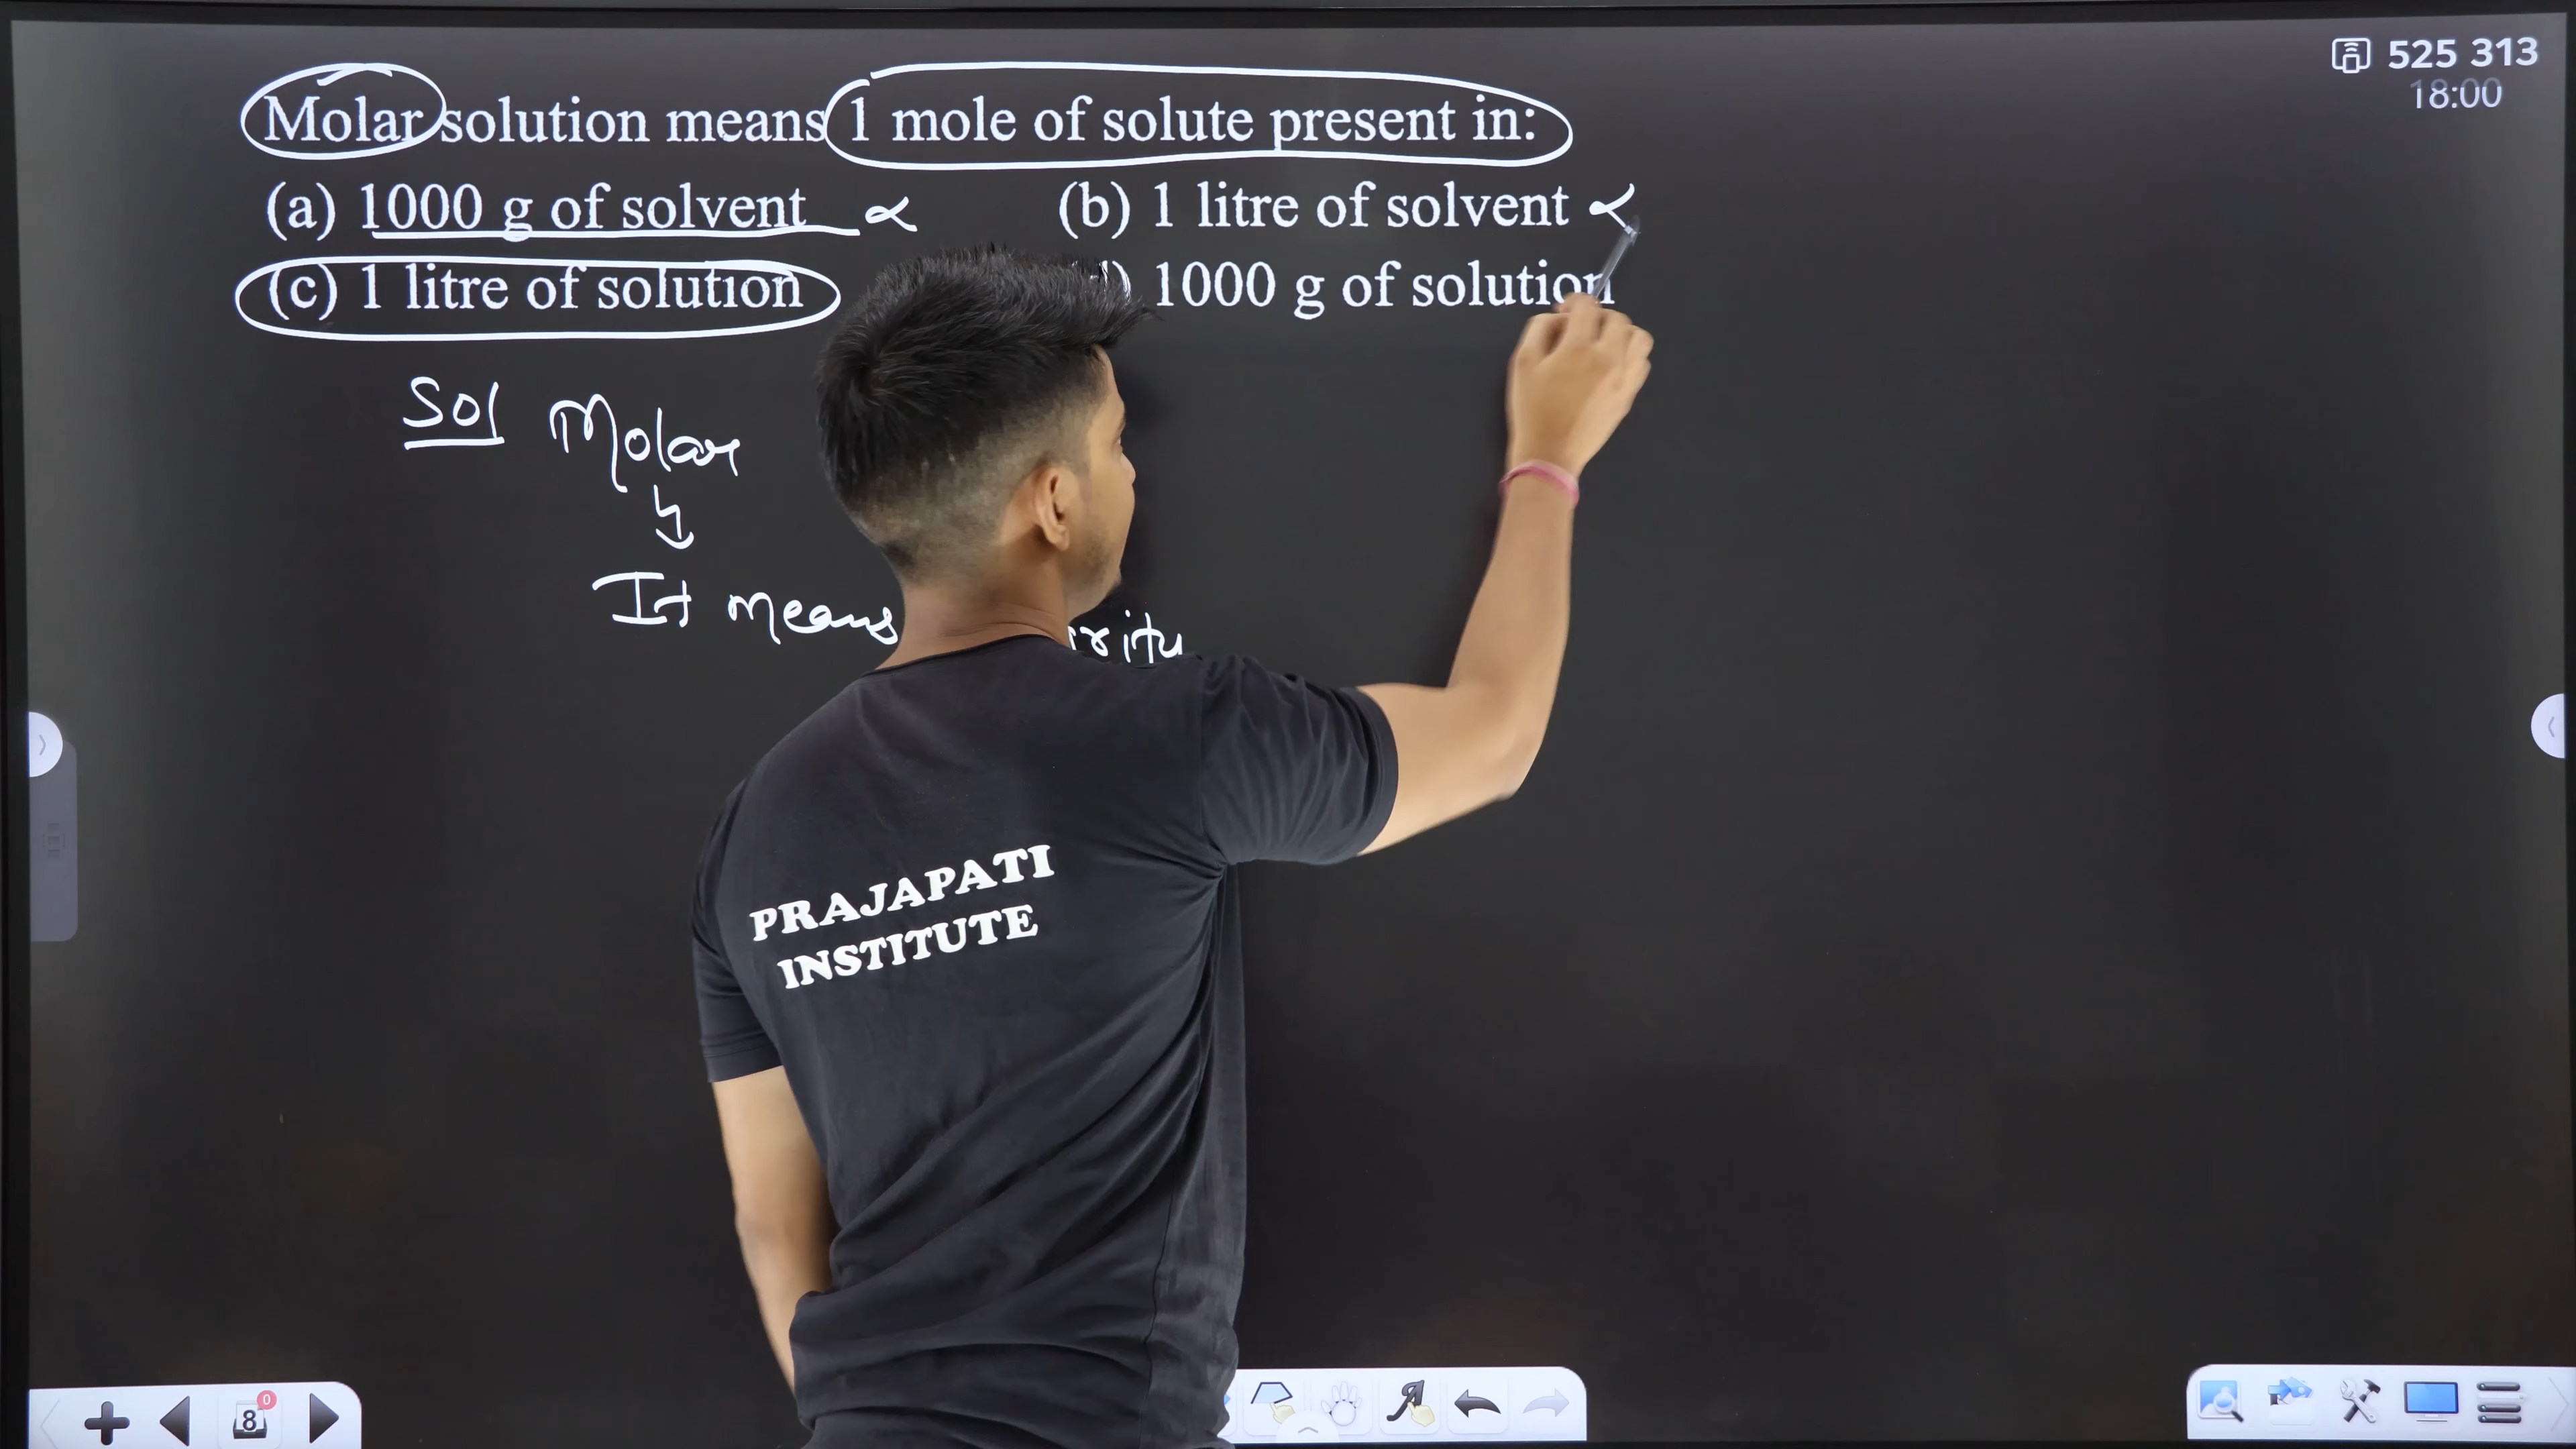 525 313
18:00
Molar solution means 1 mole of solute present in:
(a) 1000 g of solvent (b) 1 litre of solvent
(c) 1 litre of solution 1000 g of solution
Sol Molar
It means
PRAJAPATI
INSTITUTE
8 0